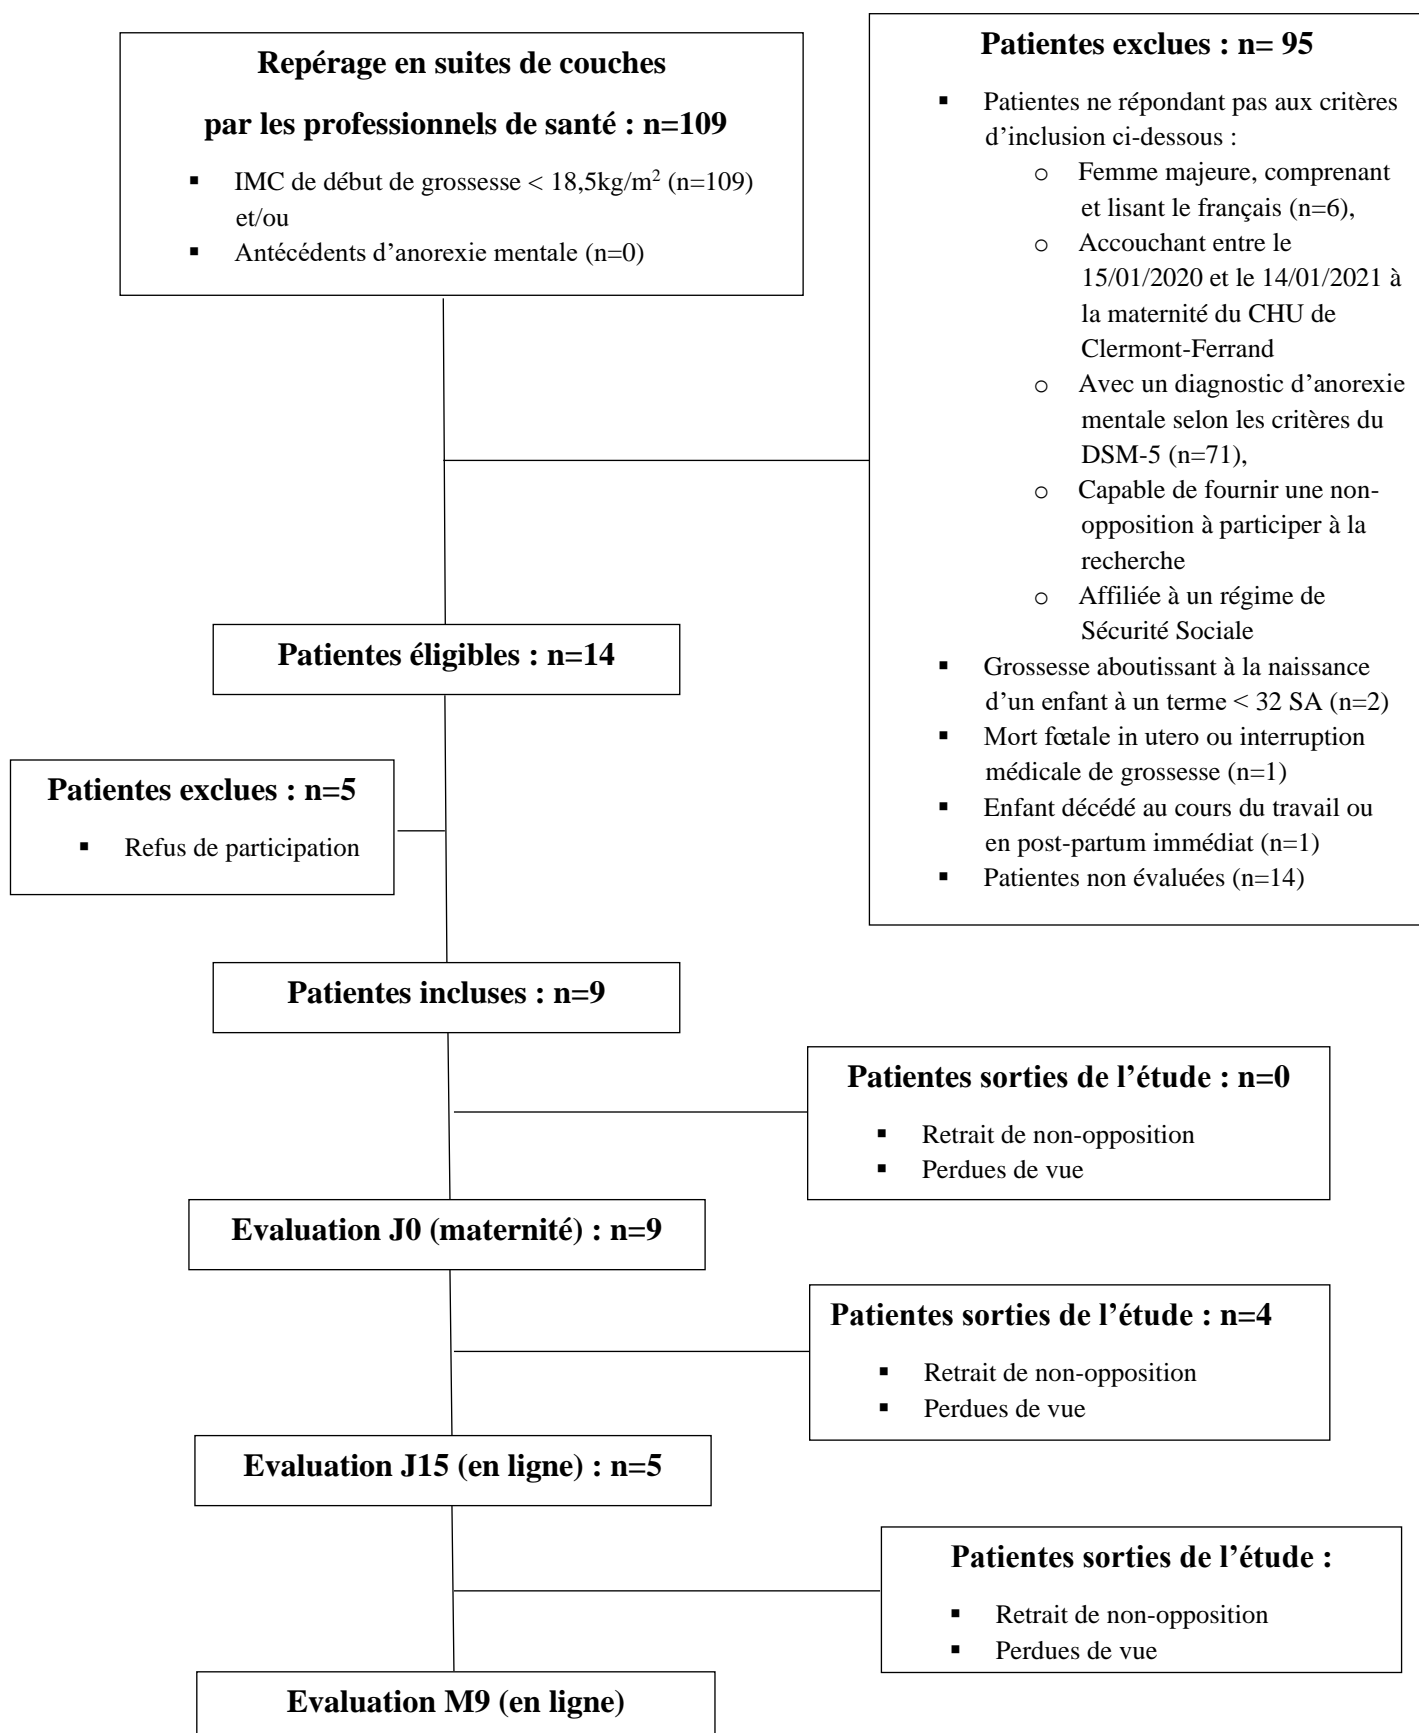 Repérage en suites de couches
par les professionnels de santé : n=109
▪ IMC de début de grossesse < 18,5kg/m² (n=109)
et/ou
▪ Antécédents d’anorexie mentale (n=0)
Patientes exclues : n= 95
▪ Patientes ne répondant pas aux critères
d’inclusion ci-dessous :
o Femme majeure, comprenant
et lisant le français (n=6),
o Accouchant entre le
15/01/2020 et le 14/01/2021 à
la maternité du CHU de
Clermont-Ferrand
o Avec un diagnostic d’anorexie
mentale selon les critères du
DSM-5 (n=71),
o Capable de fournir une non-
opposition à participer à la
recherche
o Affiliée à un régime de
Sécurité Sociale
▪ Grossesse aboutissant à la naissance
d’un enfant à un terme < 32 SA (n=2)
▪ Mort fœtale in utero ou interruption
médicale de grossesse (n=1)
▪ Enfant décédé au cours du travail ou
en post-partum immédiat (n=1)
▪ Patientes non évaluées (n=14)
Patientes éligibles : n=14
Patientes exclues : n=5
▪ Refus de participation
Patientes incluses : n=9
Patientes sorties de l’étude : n=0
▪ Retrait de non-opposition
▪ Perdues de vue
Evaluation J0 (maternité) : n=9
Patientes sorties de l’étude : n=4
▪ Retrait de non-opposition
▪ Perdues de vue
Evaluation J15 (en ligne) : n=5
Patientes sorties de l’étude :
▪ Retrait de non-opposition
▪ Perdues de vue
Evaluation M9 (en ligne)